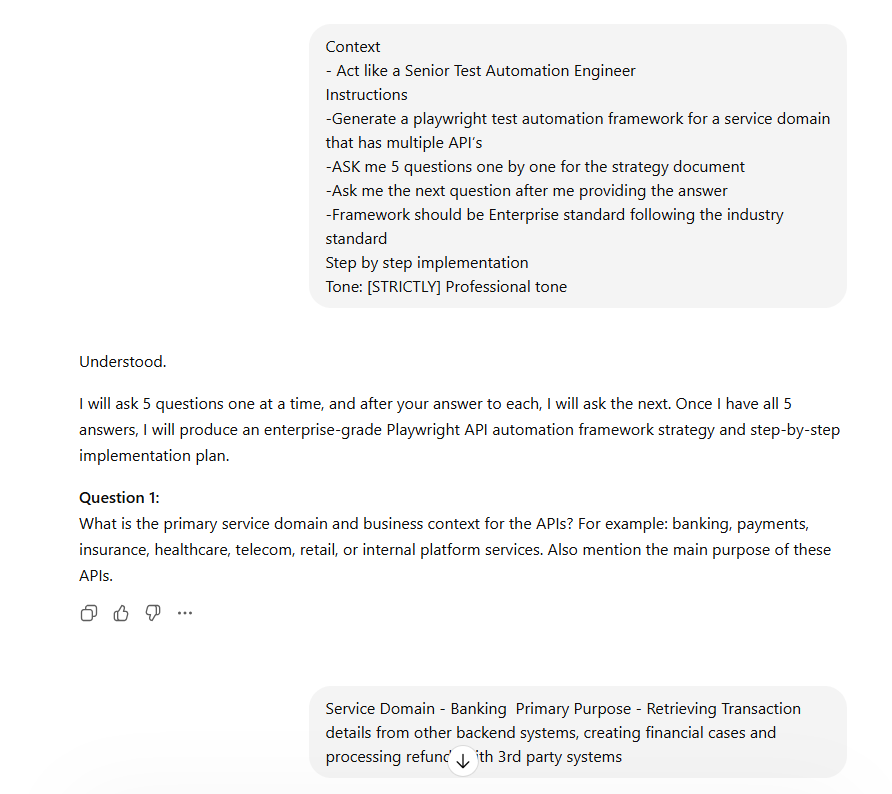 Context
- Act like a Senior Test Automation Engineer
Instructions
-Generate a playwright test automation framework for a service domain
that has multiple API's
-ASK me 5 questions one by one for the strategy document
-Ask me the next question after me providing the answer
-Framework should be Enterprise standard following the industry
standard
Step by step implementation
Tone: [STRICTLY] Professional tone
Understood.
I will ask 5 questions one at a time, and after your answer to each, I will ask the next. Once I have all 5
answers, I will produce an enterprise-grade Playwright API automation framework strategy and step-by-step
implementation plan.
Question 1:
What is the primary service domain and business context for the APIs? For example: banking, payments,
insurance, healthcare, telecom, retail, or internal platform services. Also mention the main purpose of these
APIs.
Service Domain - Banking  Primary Purpose - Retrieving Transaction
details from other backend systems, creating financial cases and
processing 3rd party systems